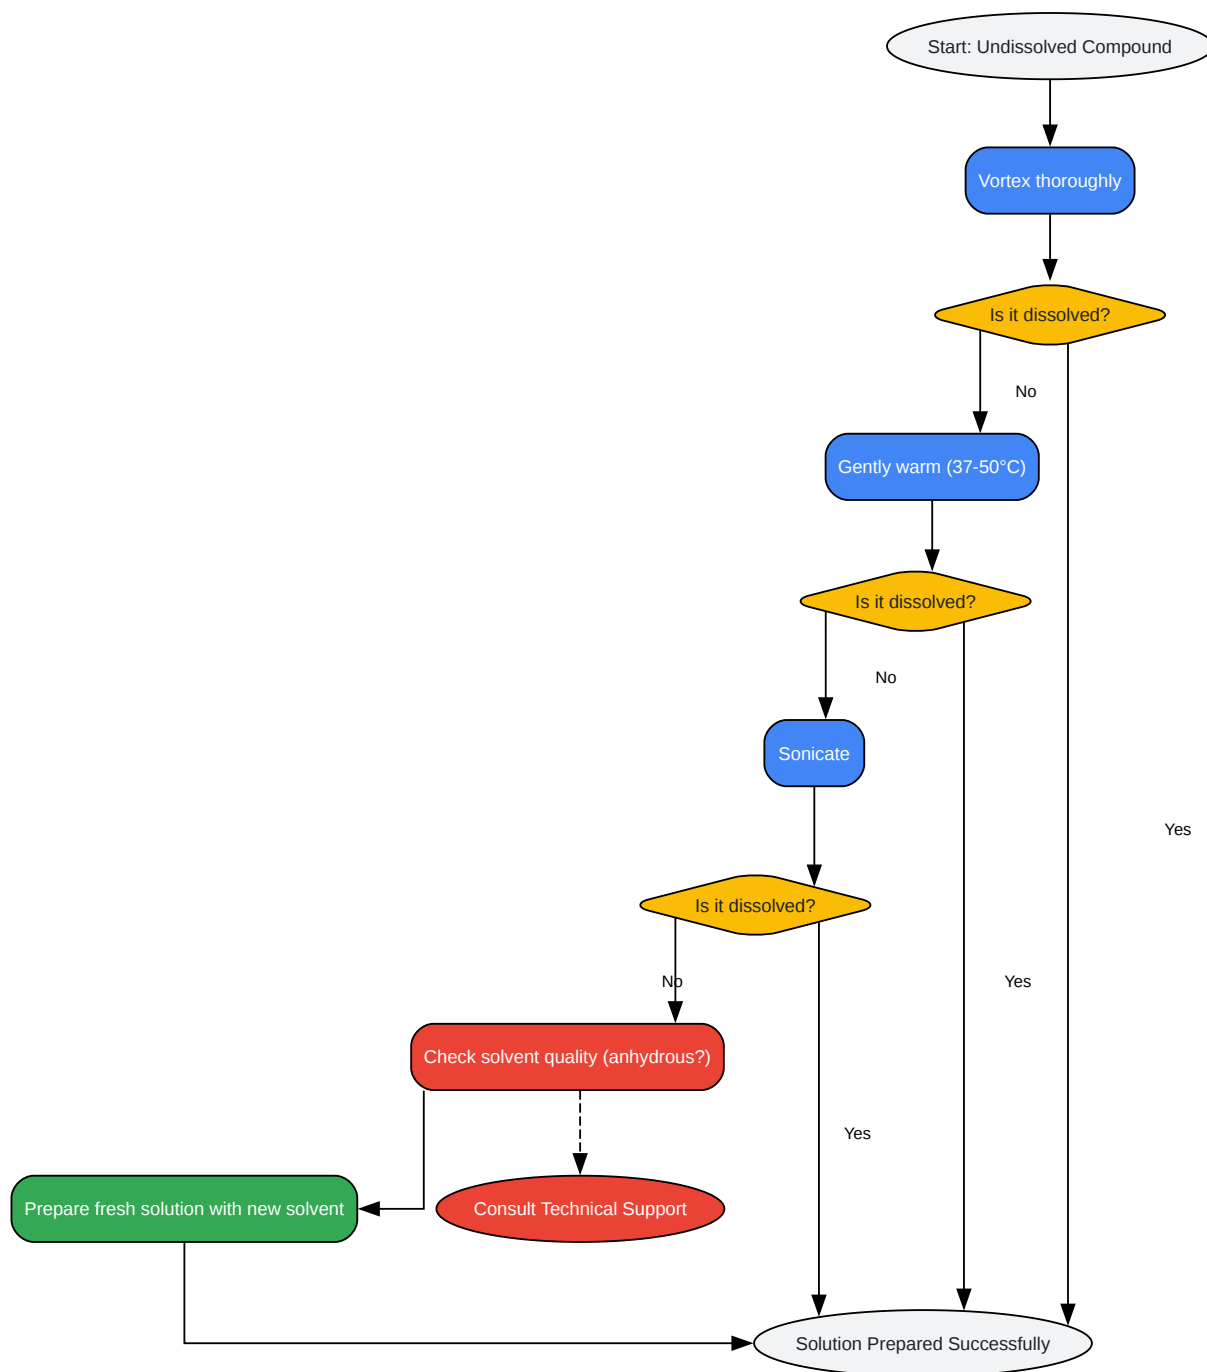 Start: Undissolved Compound
Vortex thoroughly
Is it dissolved?
No
Gently warm (37-50°C)
Is it dissolved?
No
Sonicate
Yes
Is it dissolved?
No
Yes
Check solvent quality (anhydrous?)
Yes
Prepare fresh solution with new solvent
Consult Technical Support
Solution Prepared Successfully